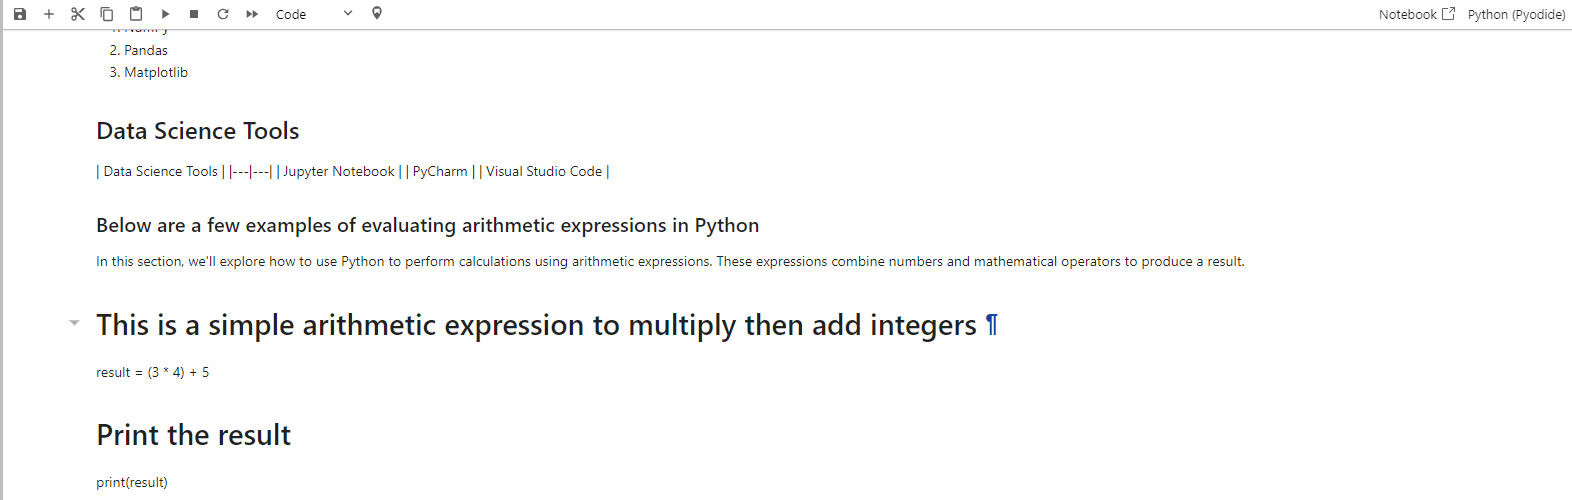 Code
Notebook
Python (Pyodide)
2. Pandas
3. Matplotlib
Data Science Tools
| Data Science Tools | |---|---| | Jupyter Notebook | | PyCharm | | Visual Studio Code |
Below are a few examples of evaluating arithmetic expressions in Python
In this section, we'll explore how to use Python to perform calculations using arithmetic expressions. These expressions combine numbers and mathematical operators to produce a result.
This is a simple arithmetic expression to multiply then add integers ¶
result = (3 * 4) + 5
Print the result
print(result)